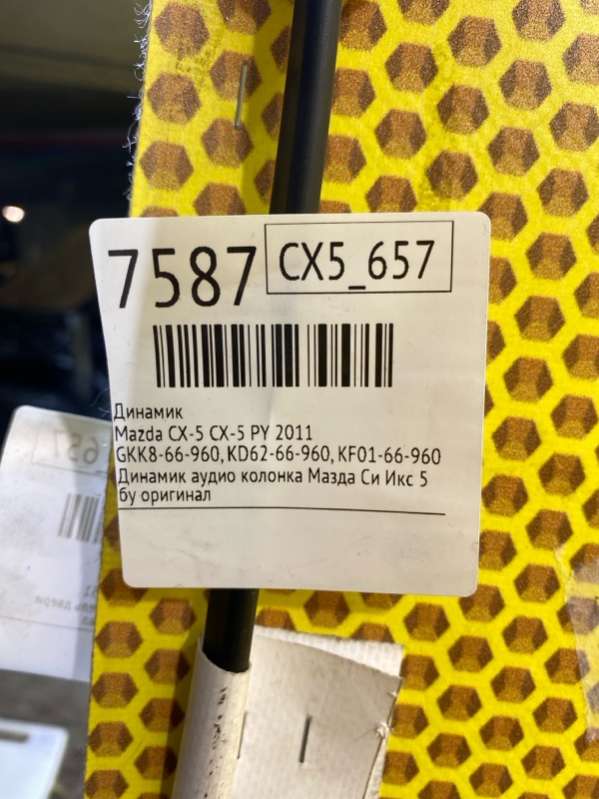 7587 CX5_657
Динамик
Mazda CX-5 CX-5 PY 2011
GKK8-66-960, KD62-66-960, KF01-66-960
Динамик аудио колонка Мазда Си Икс 5
бу оригинал